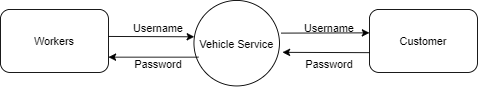 Username
Username
Workers
Vehicle Service
Customer
Password
Password